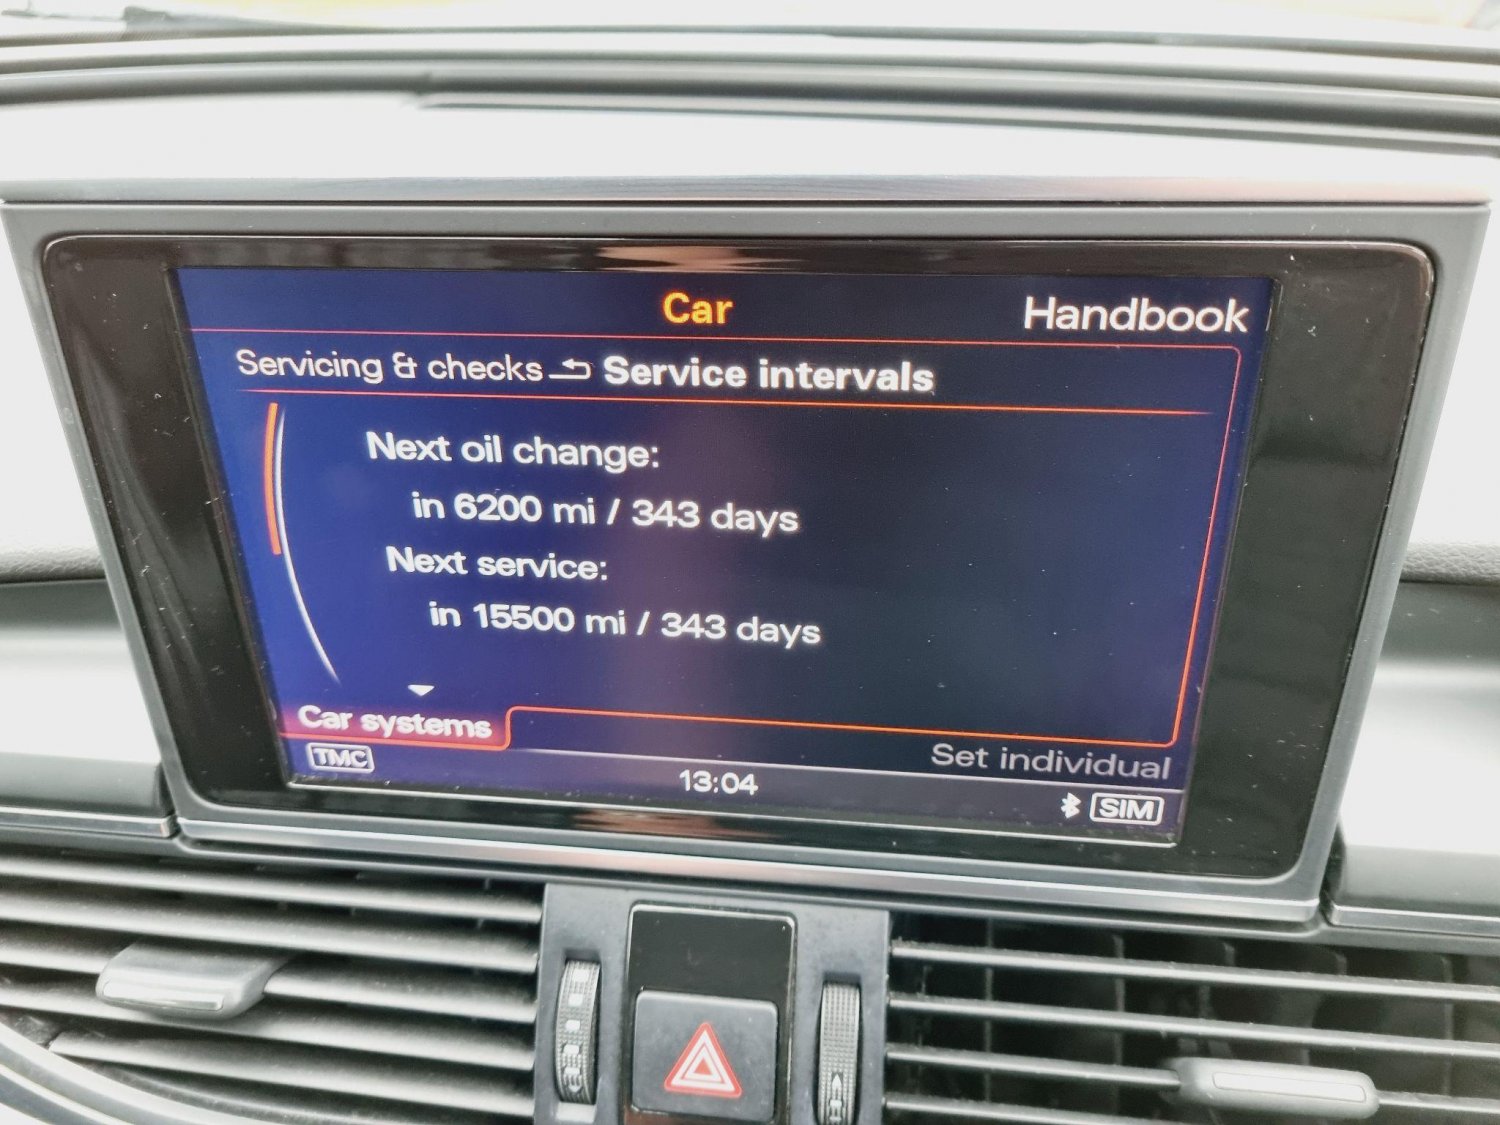 Car
Handbook
Servicing & checks Service intervals
Next oil change:
in 6200 mi / 343 days
Next service:
in 15500 mi / 343 days
Car systems
Set individual
TMC
13:04
SIM